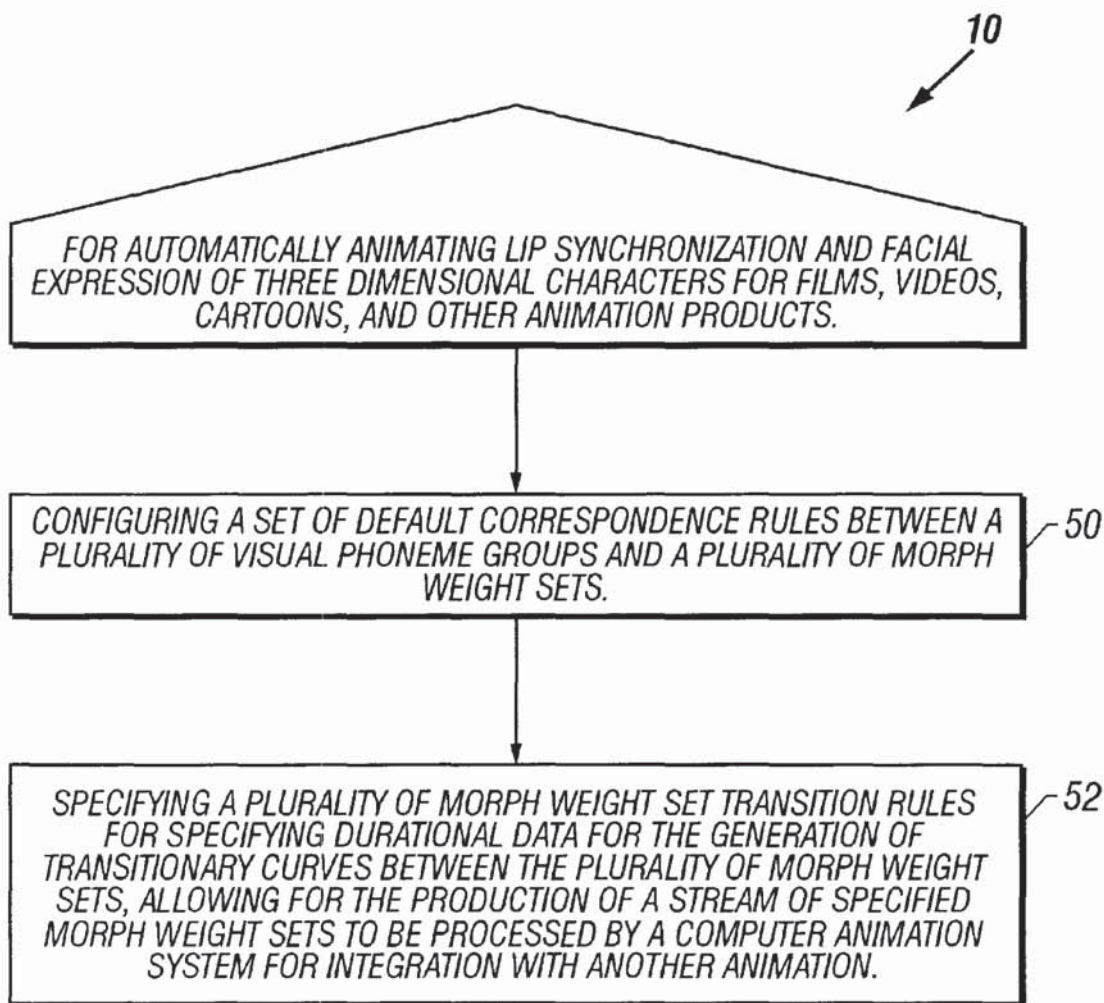 10
FOR AUTOMATICALLY ANIMATING LIP SYNCHRONIZATION AND FACIAL
EXPRESSION OF THREE DIMENSIONAL CHARACTERS FOR FILMS, VIDEOS,
CARTOONS, AND OTHER ANIMATION PRODUCTS.
CONFIGURING A SET OF DEFAULT CORRESPONDENCE RULES BETWEEN A
PLURALITY OF VISUAL PHONEME GROUPS AND A PLURALITY OF MORPH
WEIGHT SETS.
50
SPECIFYING A PLURALITY OF MORPH WEIGHT SET TRANSITION RULES
FOR SPECIFYING DURATIONAL DATA FOR THE GENERATION OF
TRANSITIONARY CURVES BETWEEN THE PLURALITY OF MORPH WEIGHT
SETS, ALLOWING FOR THE PRODUCTION OF A STREAM OF SPECIFIED
MORPH WEIGHT SETS TO BE PROCESSED BY A COMPUTER ANIMATION
SYSTEM FOR INTEGRATION WITH ANOTHER ANIMATION.
52